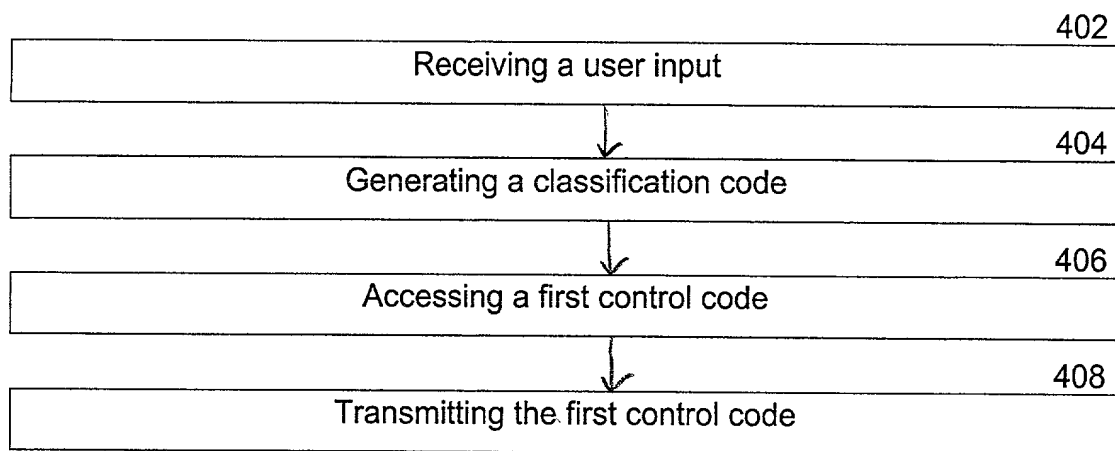 402
Receiving a user input
404
Generating a classification code
406
Accessing a first control code
408
Transmitting the first control code